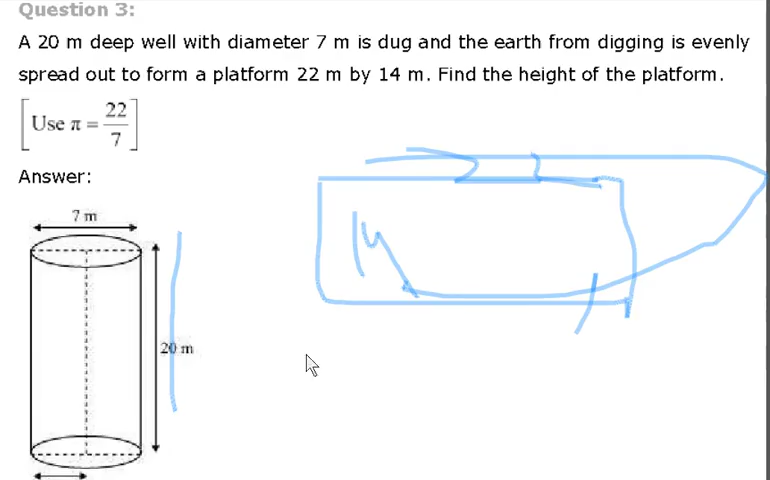 Question 3:
A 20 m deep well with diameter 7 m is dug and the earth from digging is evenly
spread out to form a platform 22 m by 14 m. Find the height of the platform.
[Use π = 22/7]
Answer:
7 m
20 m